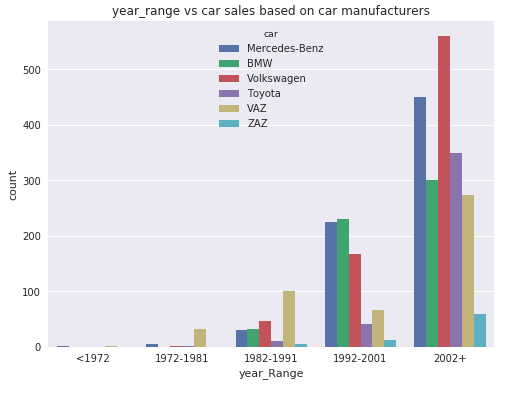 year_range vs car sales based on car manufacturers
car
Mercedes-Benz
BMW
Volkswagen
Toyota
VAZ
ZAZ
count
500
400
300
200
100
0
<1972
1972-1981
1982-1991
1992-2001
2002+
year_Range